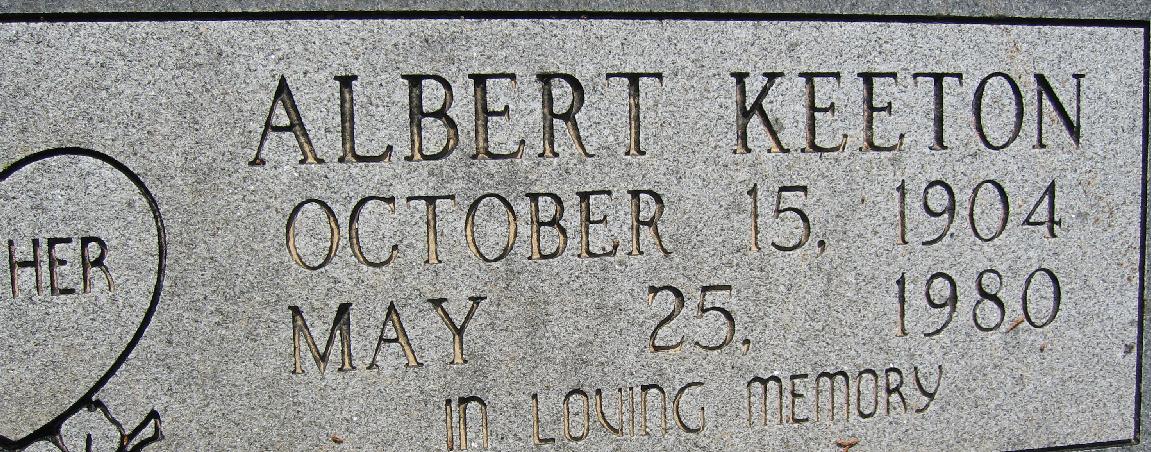 ALBERT KEETON
OCTOBER 15, 1904
MAY 25, 1980
IN LOVING MEMORY
HER